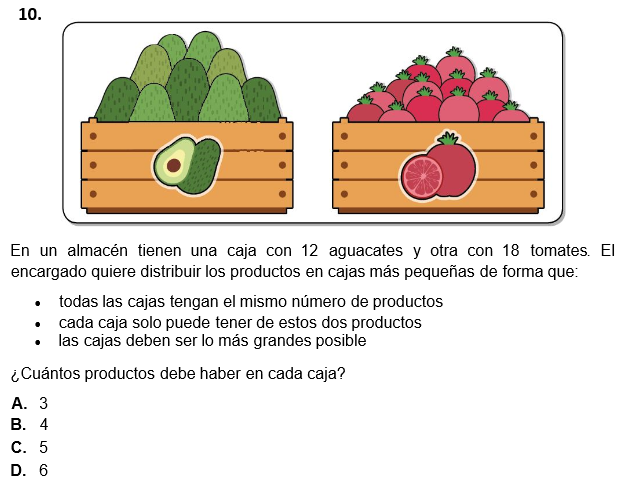 10.
En un almacén tienen una caja con 12 aguacates y otra con 18 tomates. El
encargado quiere distribuir los productos en cajas más pequeñas de forma que:
• todas las cajas tengan el mismo número de productos
• cada caja solo puede tener de estos dos productos
• las cajas deben ser lo más grandes posible
¿Cuántos productos debe haber en cada caja?
A. 3
B. 4
C. 5
D. 6